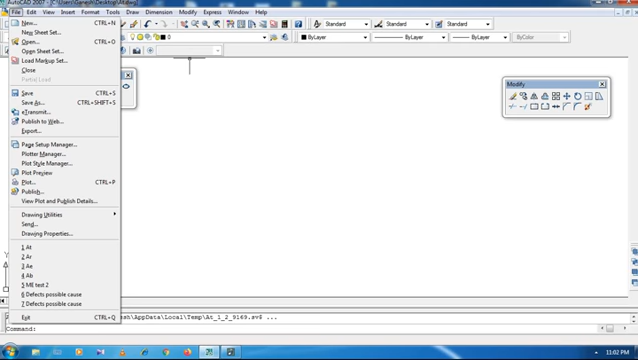 AutoCAD 2007 - [C:\Users\Ganesh\Desktop\At.dwg]
File Edit View Insert Format Tools Draw Dimension Modify Express Window Help
New... CTRL+N
New Sheet Set...
Open... CTRL+O
Open Sheet Set...
Load Markup Set...
Close
Partial Load
Save CTRL+S
Save As... CTRL+SHIFT+S
eTransmit...
Publish to Web...
Export...
Page Setup Manager...
Plotter Manager...
Plot Style Manager...
Plot Preview
Plot... CTRL+P
Publish...
View Plot and Publish Details...
Drawing Utilities
Send...
Drawing Properties...
1 At
2 Ar
3 Ae
4 Ab
5 ME test 2
6 Defects possible cause
7 Defects possible cause
Exit CTRL+Q
Standard
Standard
0
ByLayer
ByLayer
ByLayer
Modify
Y
esh\AppData\Local\Temp\At_1_2_9169.sv$ ...
Command:
11:02 PM